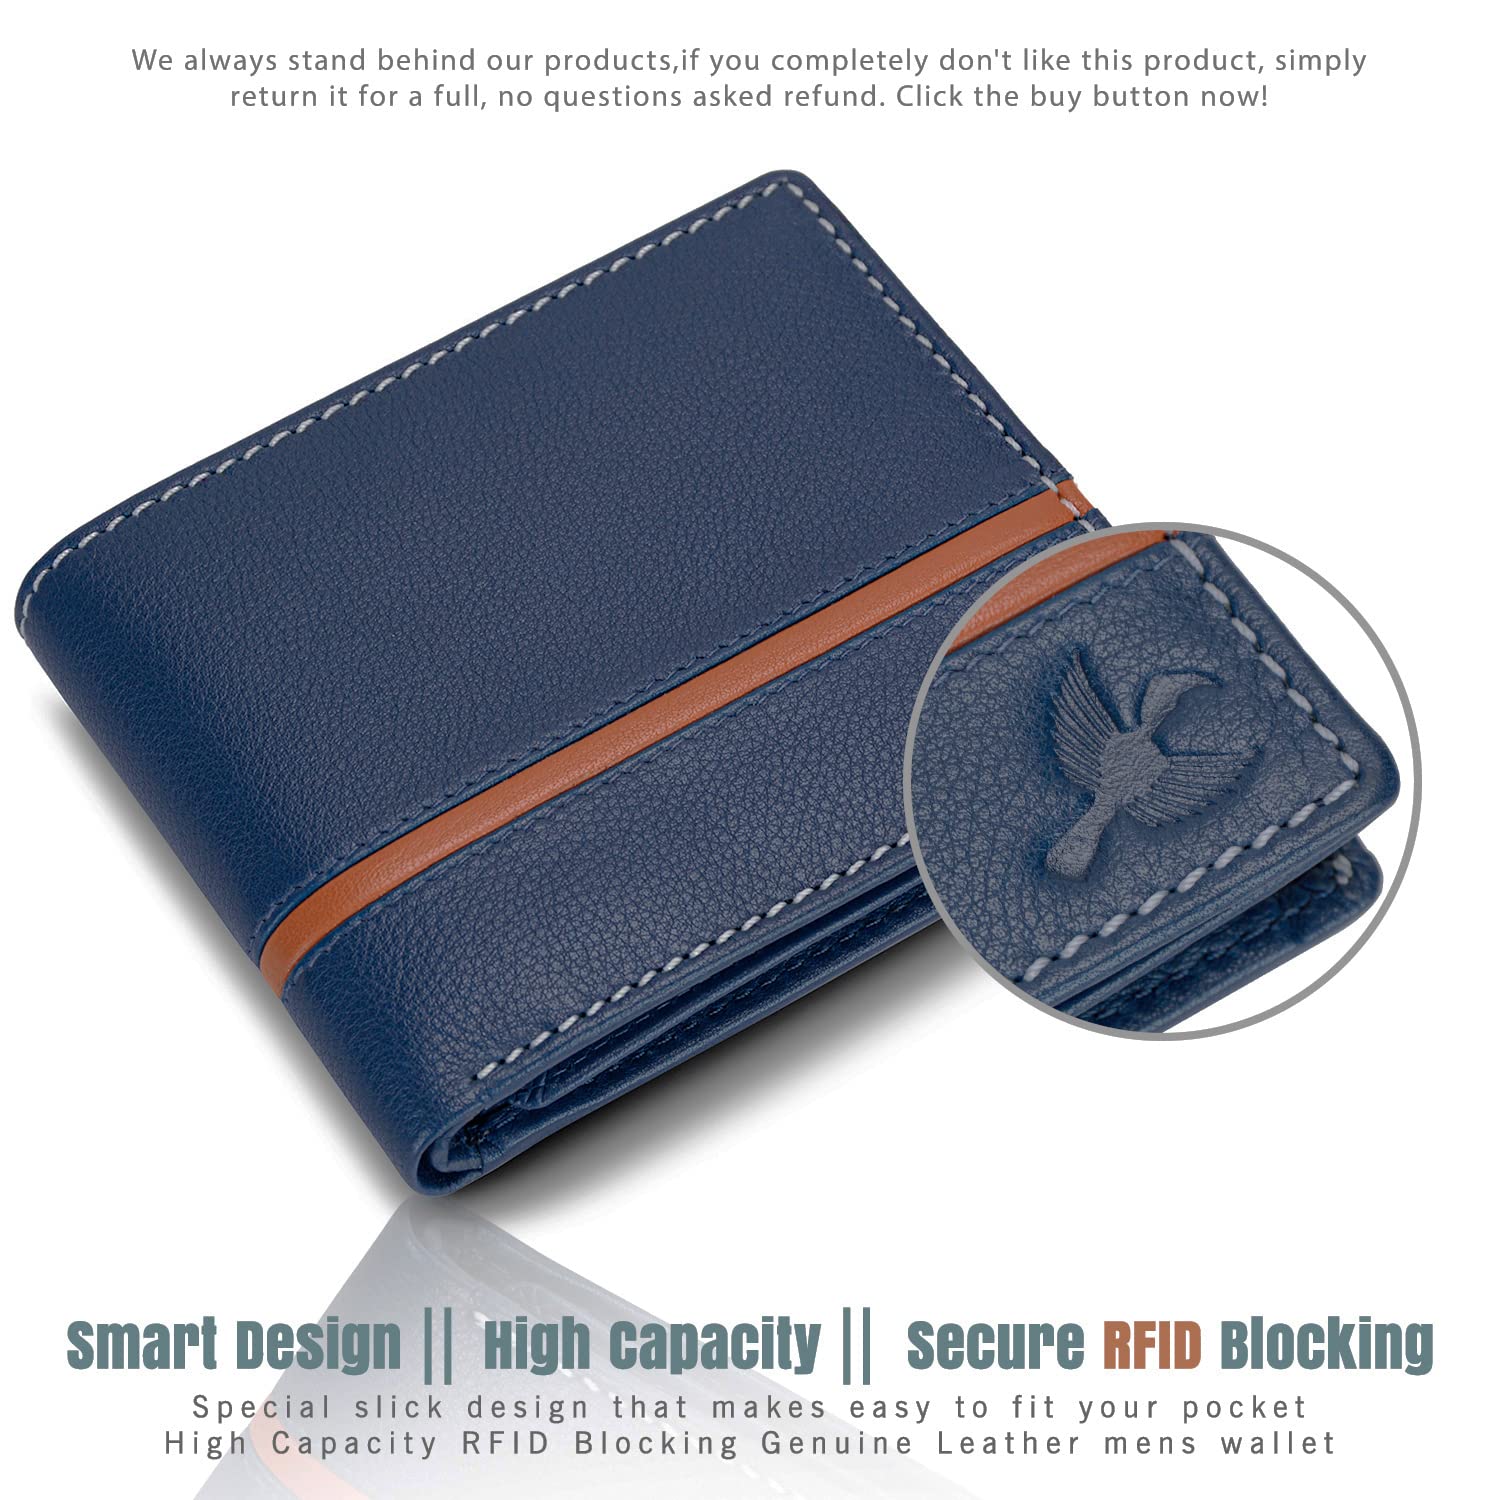 We always stand behind our products,if you completely don't like this product, simply
return it for a full, no questions asked refund. Click the buy button now!
Smart Design || High Capacity || Secure RFID Blocking
Special slick design that makes easy to fit your pocket
High Capacity RFID Blocking Genuine Leather mens wallet